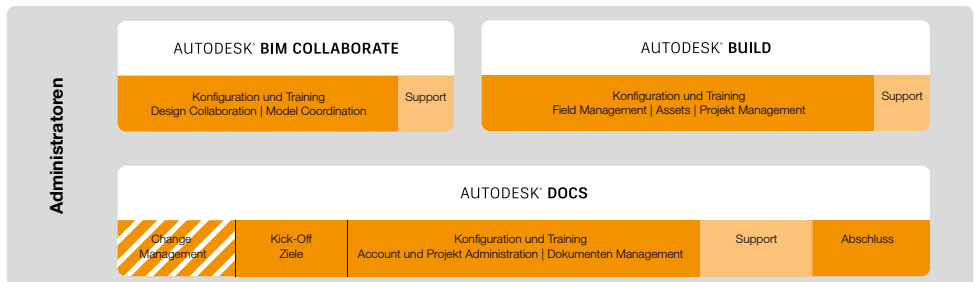 Administratoren
AUTODESK® BIM COLLABORATE
Konfiguration und Training
Design Collaboration | Model Coordination
Support
AUTODESK® BUILD
Konfiguration und Training
Field Management | Assets | Projekt Management
Support
AUTODESK® DOCS
Change
Management
Kick-Off
Ziele
Konfiguration und Training
Account und Projekt Administration | Dokumenten Management
Support
Abschluss